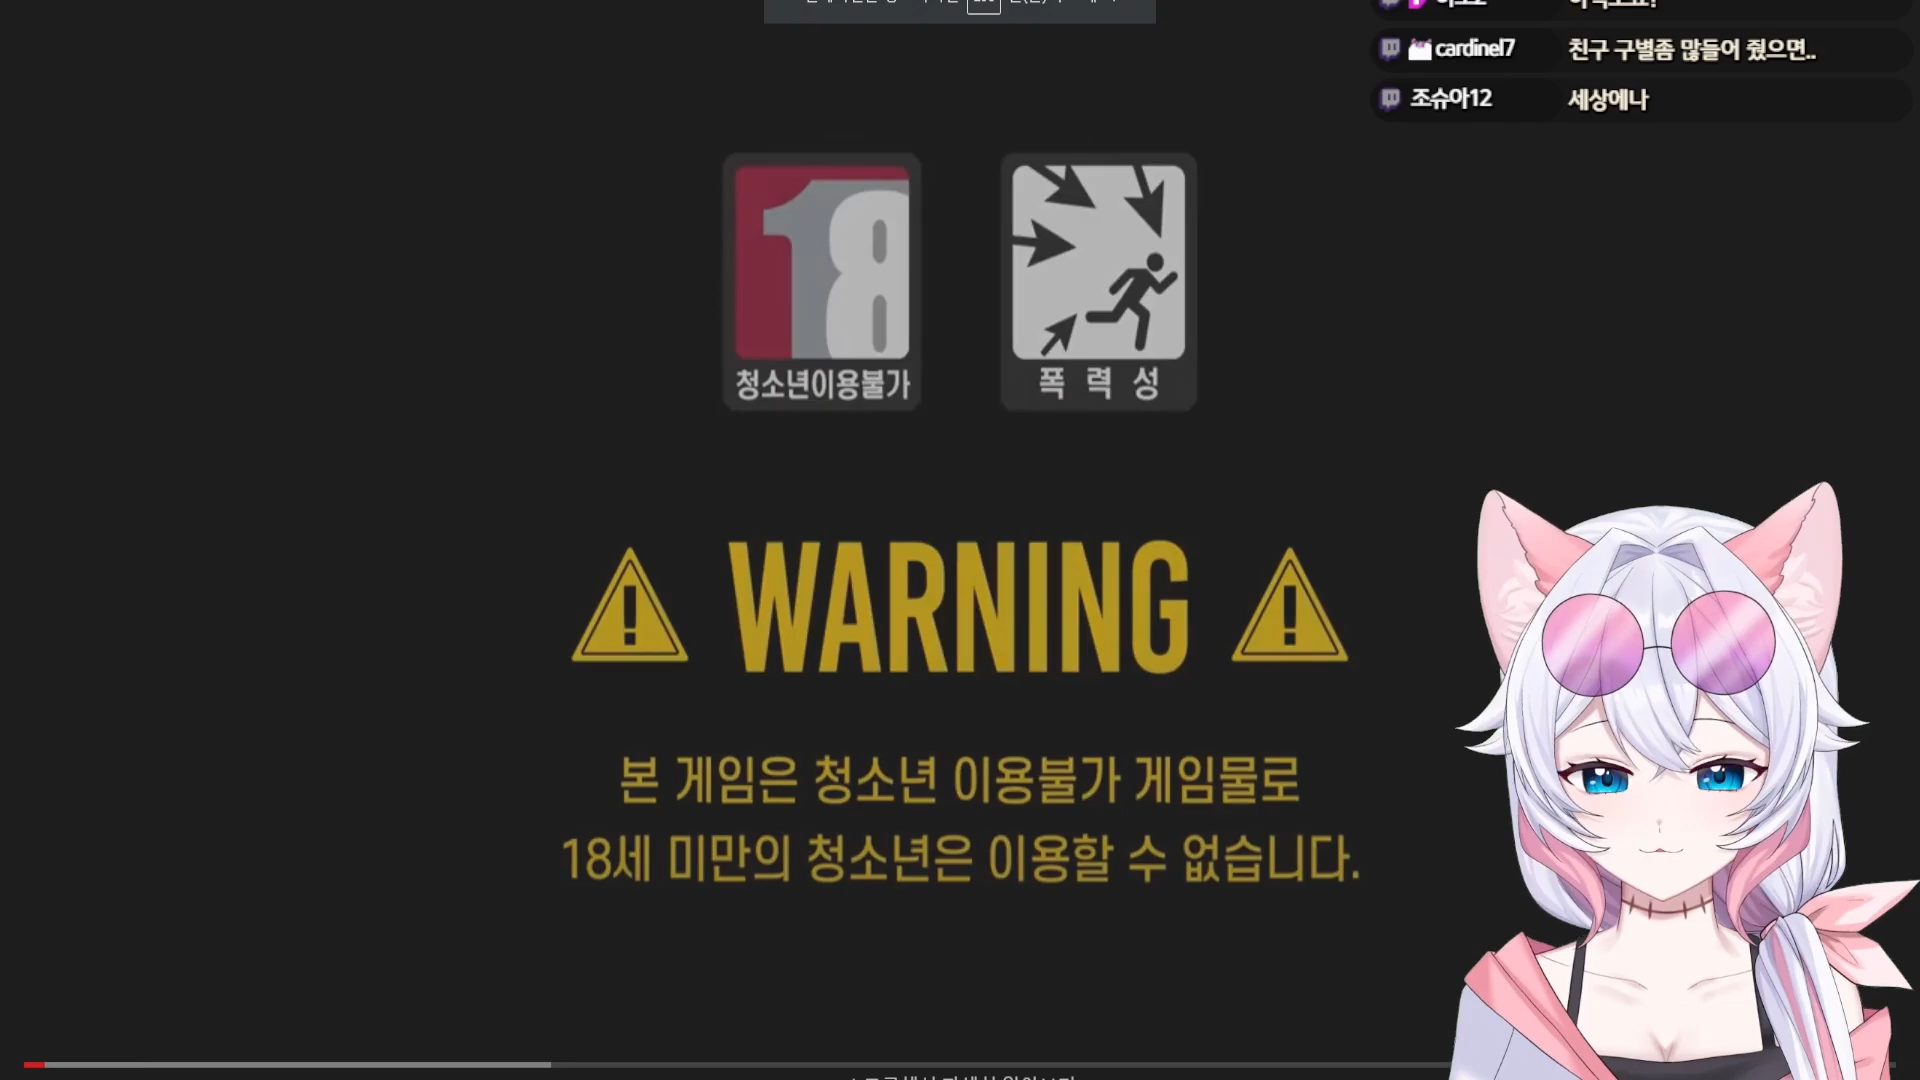 cardinel7 친구 구별좀 많들어 줬으면..
조슈아12 세상에나
18
청소년이용불가
폭력성
WARNING
본 게임은 청소년 이용불가 게임물로
18세 미만의 청소년은 이용할 수 없습니다.